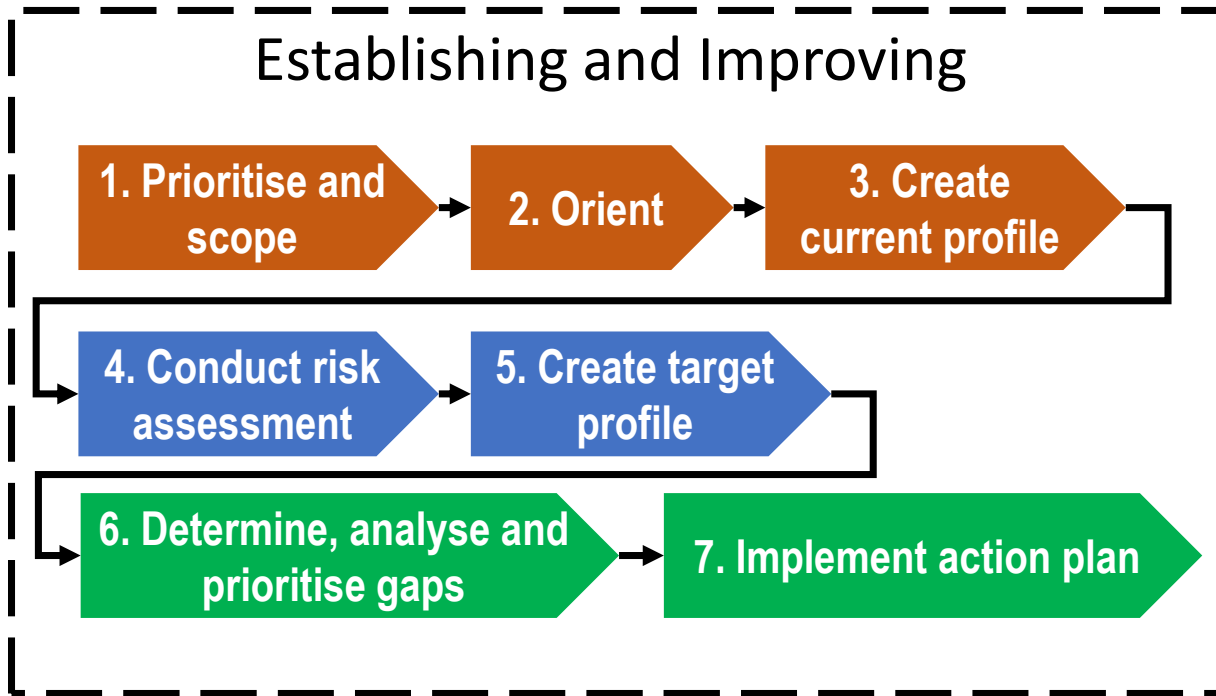 Establishing and Improving
1. Prioritise and
scope
2. Orient
3. Create
current profile
4. Conduct risk
assessment
5. Create target
profile
6. Determine, analyse and
prioritise gaps
7. Implement action plan